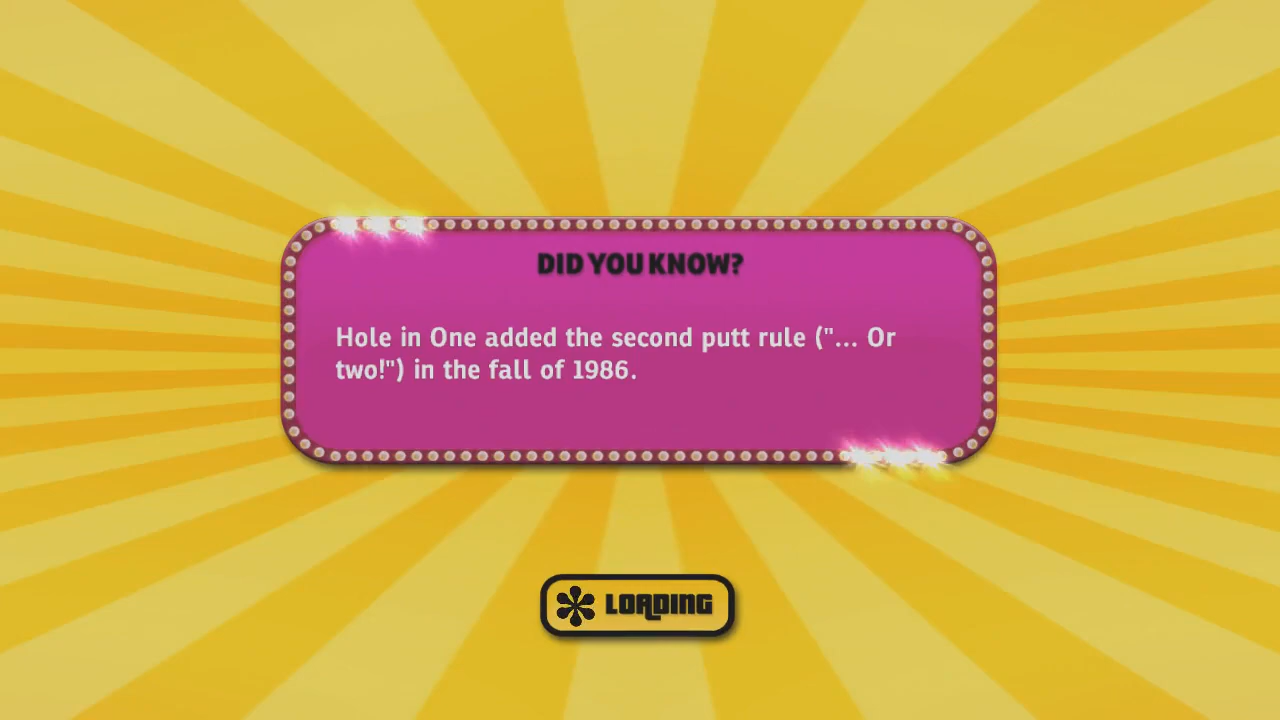 DID YOU KNOW?
Hole in One added the second putt rule ("... Or
two!") in the fall of 1986.
LOADING